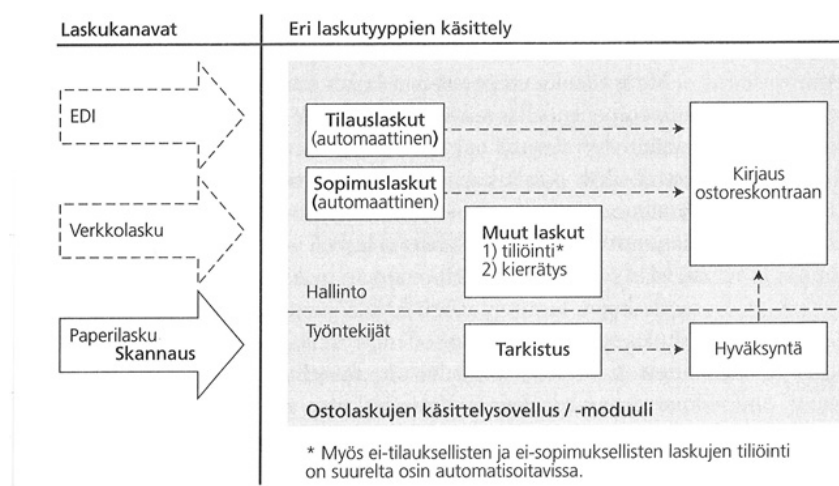 Laskukanavat
Eri laskutyyppien käsittely
EDI
Tilauslaskut
(automaattinen)
Sopimuslaskut
(automaattinen)
Kirjaus
ostoreskontraan
Verkkolasku
Muut laskut
1) tiliöinti*
2) kierrätys
Hallinto
Työntekijät
Paperilasku
Skannaus
Tarkistus
Hyväksyntä
Ostolaskujen käsittelysovellus / -moduuli
* Myös ei-tilauksellisten ja ei-sopimuksellisten laskujen tiliöinti
on suurelta osin automatisoitavissa.